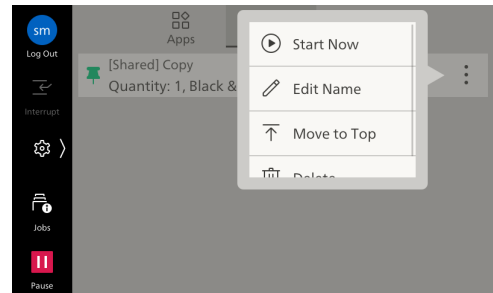 sm
Log Out
Interrupt
Jobs
Pause
Apps
[Shared] Copy
Quantity: 1, Black &
Start Now
Edit Name
Move to Top
Delete